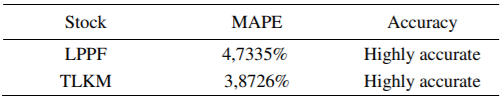 Stock MAPE Accuracy
LPPF 4,7335% Highly accurate
TLKM 3,8726% Highly accurate